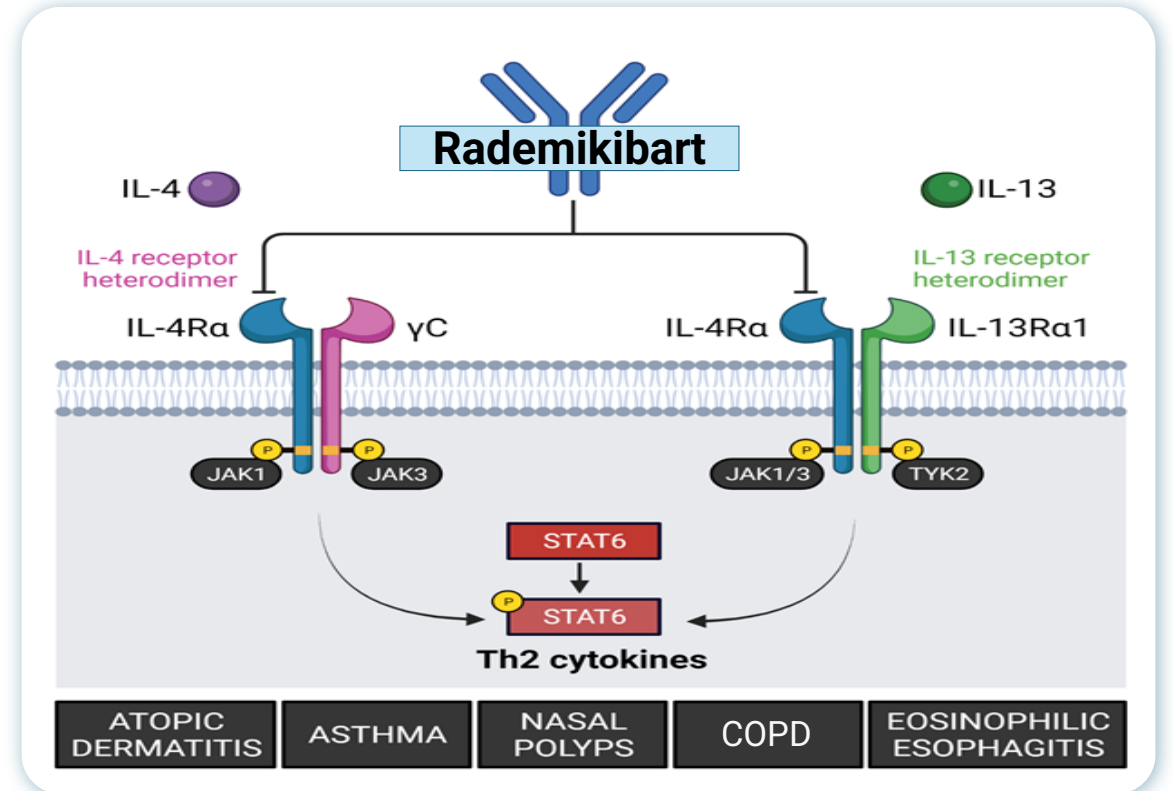 Rademikibart
IL-4
IL-13
IL-4 receptor
heterodimer
IL-13 receptor
heterodimer
IL-4Rα
γC
IL-4Rα
IL-13Rα1
P
P
P
P
JAK1
JAK3
JAK1/3
TYK2
STAT6
P
STAT6
Th2 cytokines
ATOPIC
DERMATITIS
ASTHMA
NASAL
POLYPS
COPD
EOSINOPHILIC
ESOPHAGITIS